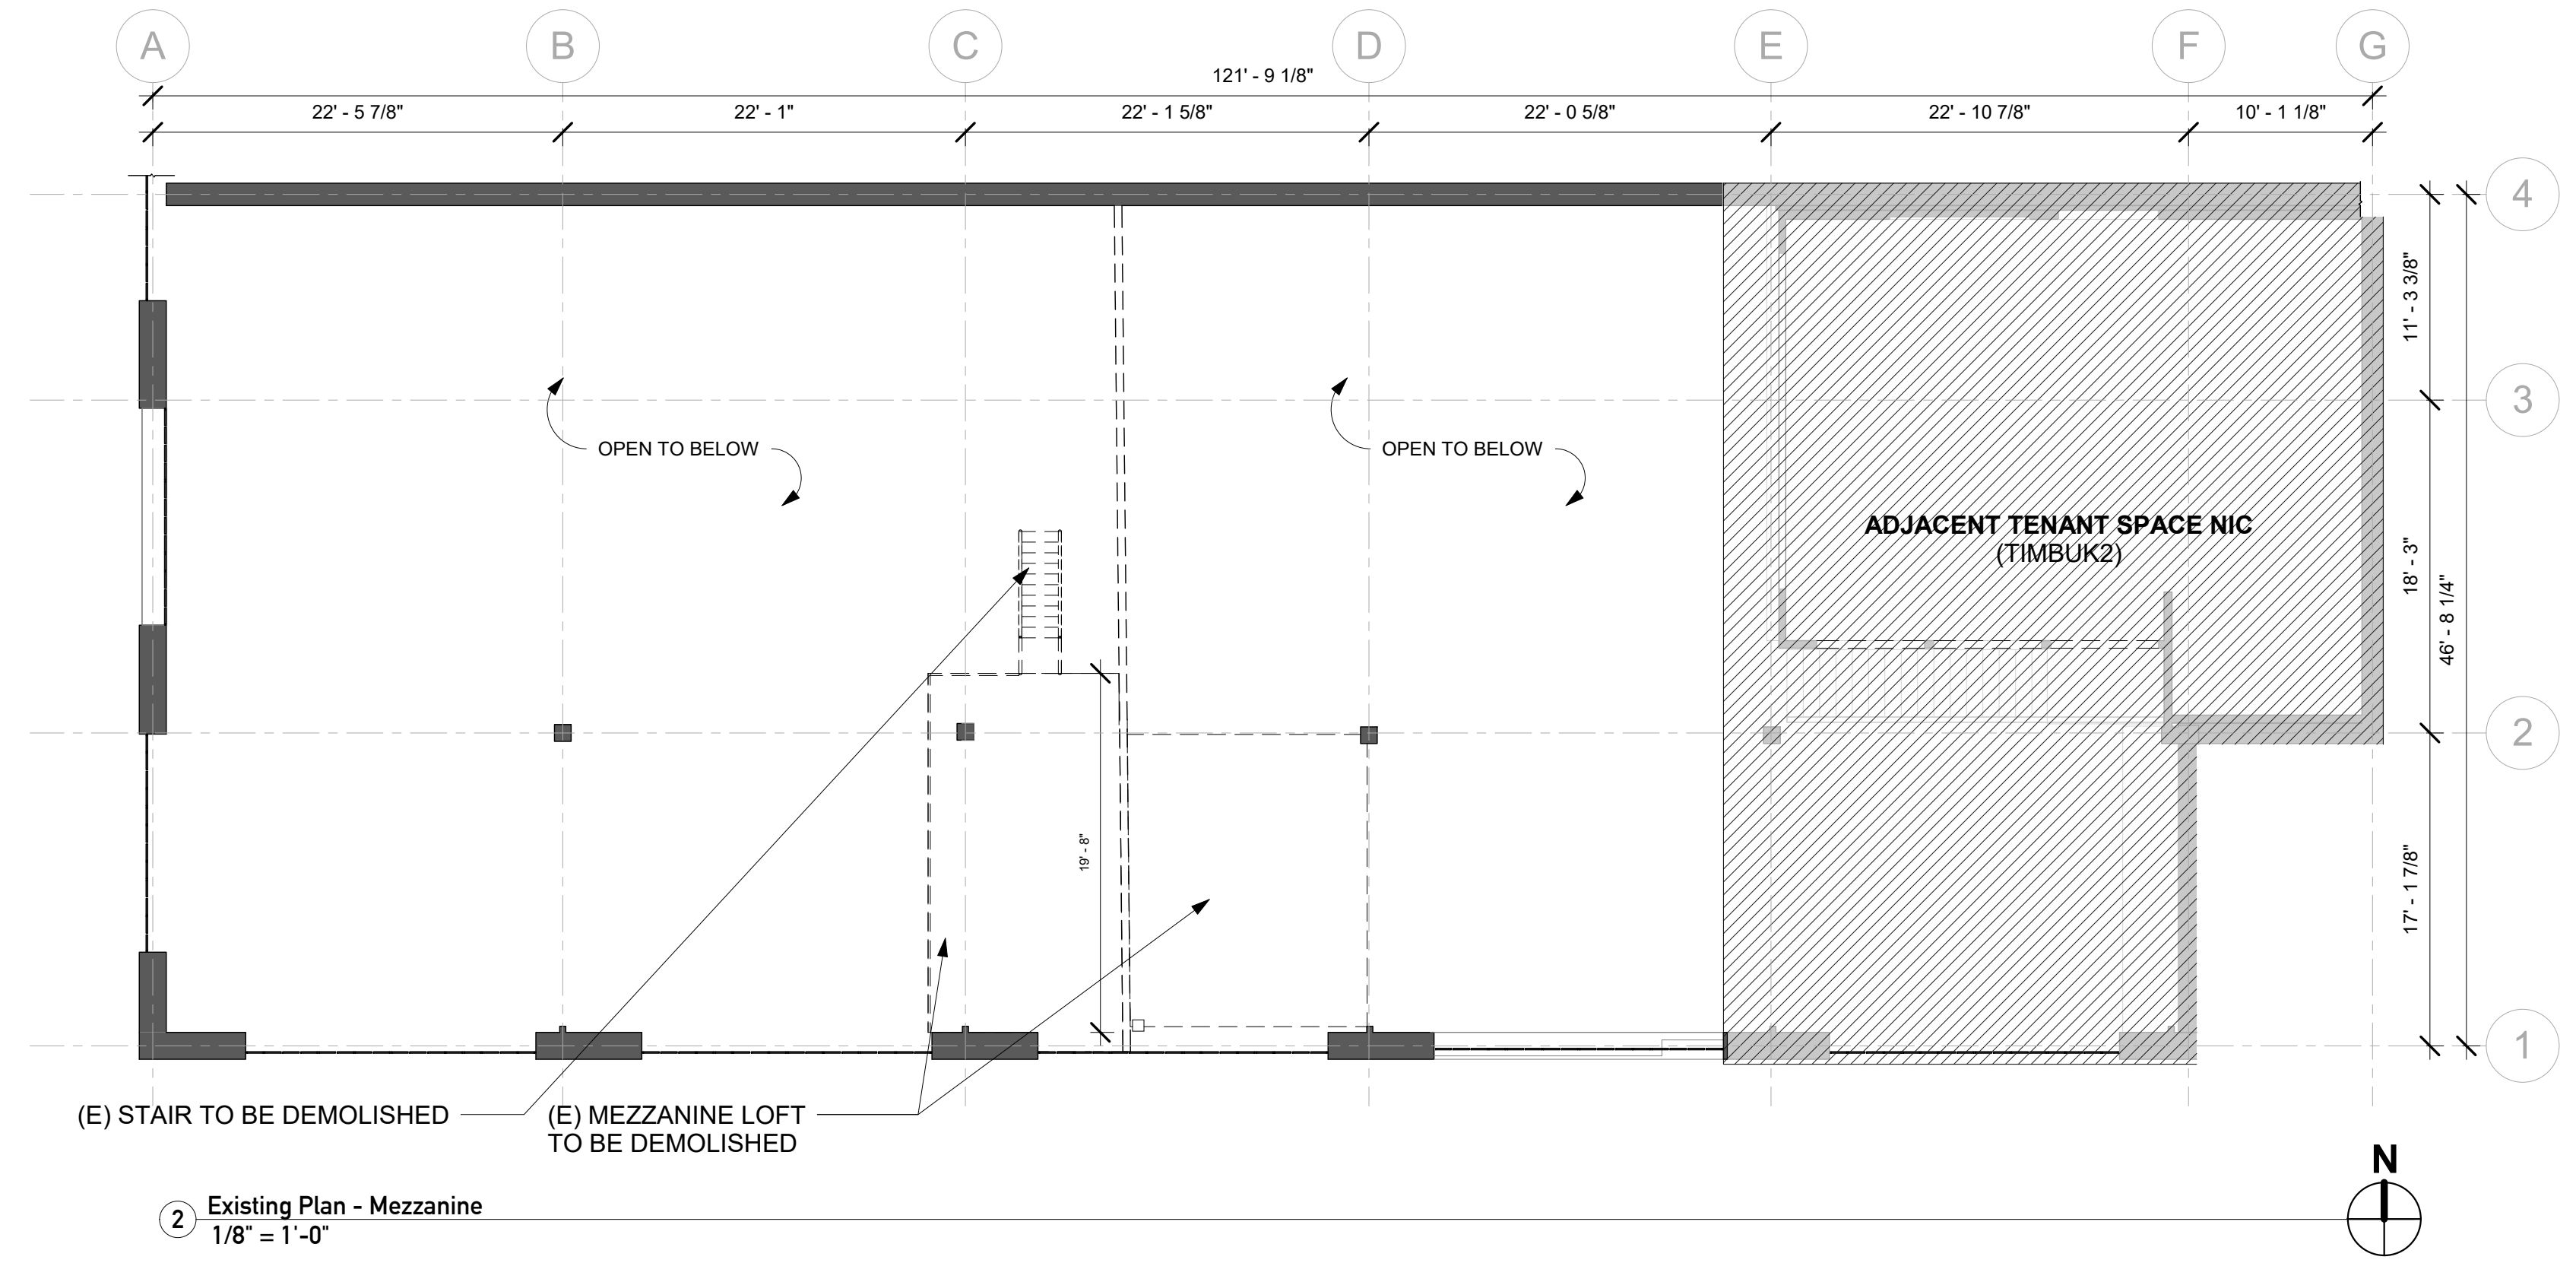 A B C D E F G
121' - 9 1/8"
22' - 5 7/8" 22' - 1" 22' - 1 5/8" 22' - 0 5/8" 22' - 10 7/8" 10' - 1 1/8"
4
11' - 3 3/8"
3
OPEN TO BELOW
OPEN TO BELOW
ADJACENT TENANT SPACE NIC
(TIMBUK2)
18' - 3"
46' - 8 1/4"
2
19' - 8"
17' - 1 7/8"
1
(E) STAIR TO BE DEMOLISHED
(E) MEZZANINE LOFT
TO BE DEMOLISHED
N
2
Existing Plan - Mezzanine
1/8" = 1'-0"